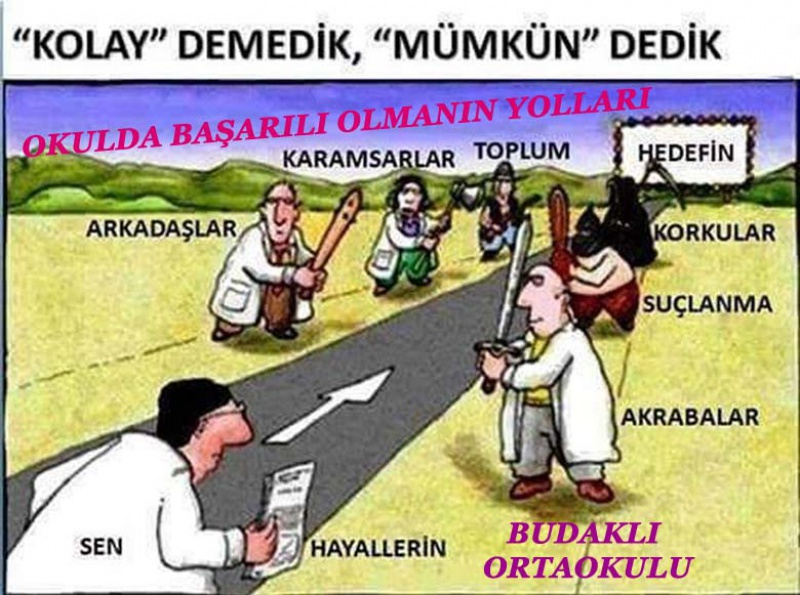 “KOLAY” DEMEDİK, “MÜMKÜN” DEDİK
OKULDA BAŞARILI OLMANIN YOLLARI
KARAMSARLAR
TOPLUM
HEDEFİN
ARKADAŞLAR
KORKULAR
SUÇLANMA
AKRABALAR
SEN
HAYALLERİN
BUDAKLI
ORTAOKULU